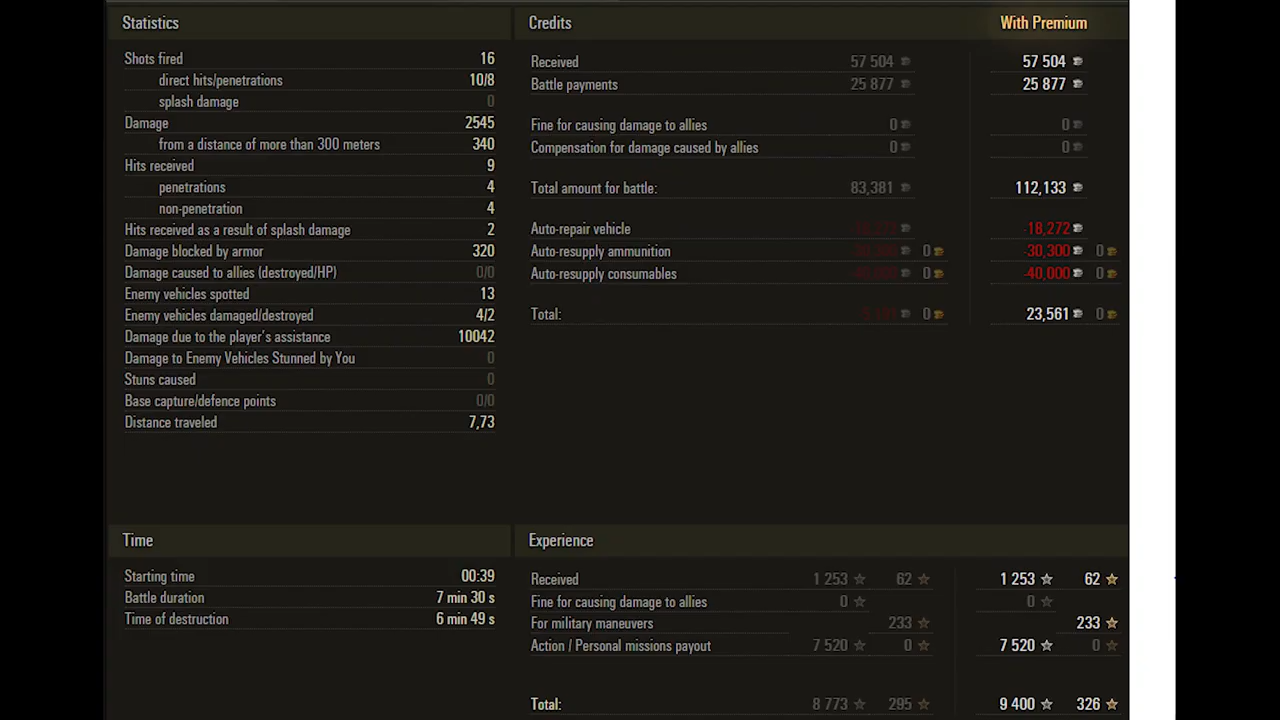 Statistics
Shots fired 16
direct hits/penetrations 10/8
splash damage 0
Damage 2545
from a distance of more than 300 meters 340
Hits received 9
penetrations 4
non-penetration 4
Hits received as a result of splash damage 2
Damage blocked by armor 320
Damage caused to allies (destroyed/HP) 0/0
Enemy vehicles spotted 13
Enemy vehicles damaged/destroyed 4/2
Damage due to the player's assistance 10042
Damage to Enemy Vehicles Stunned by You 0
Stuns caused 0
Base capture/defence points 0/0
Distance traveled 7,73
Credits With Premium
Received 57 504 57 504
Battle payments 25 877 25 877
Fine for causing damage to allies 0 0
Compensation for damage caused by allies 0 0
Total amount for battle: 83,381 112,133
Auto-repair vehicle -18,272
Auto-resupply ammunition 0 -30,300 0
Auto-resupply consumables 0 -40,000 0
Total: 0 23,561 0
Time
Starting time 00:39
Battle duration 7 min 30 s
Time of destruction 6 min 49 s
Experience
Received 1 253 62 1 253 62
Fine for causing damage to allies 0 0
For military maneuvers 233 233
Action / Personal missions payout 7 520 0 7 520 0
Total: 8 773 295 9 400 326